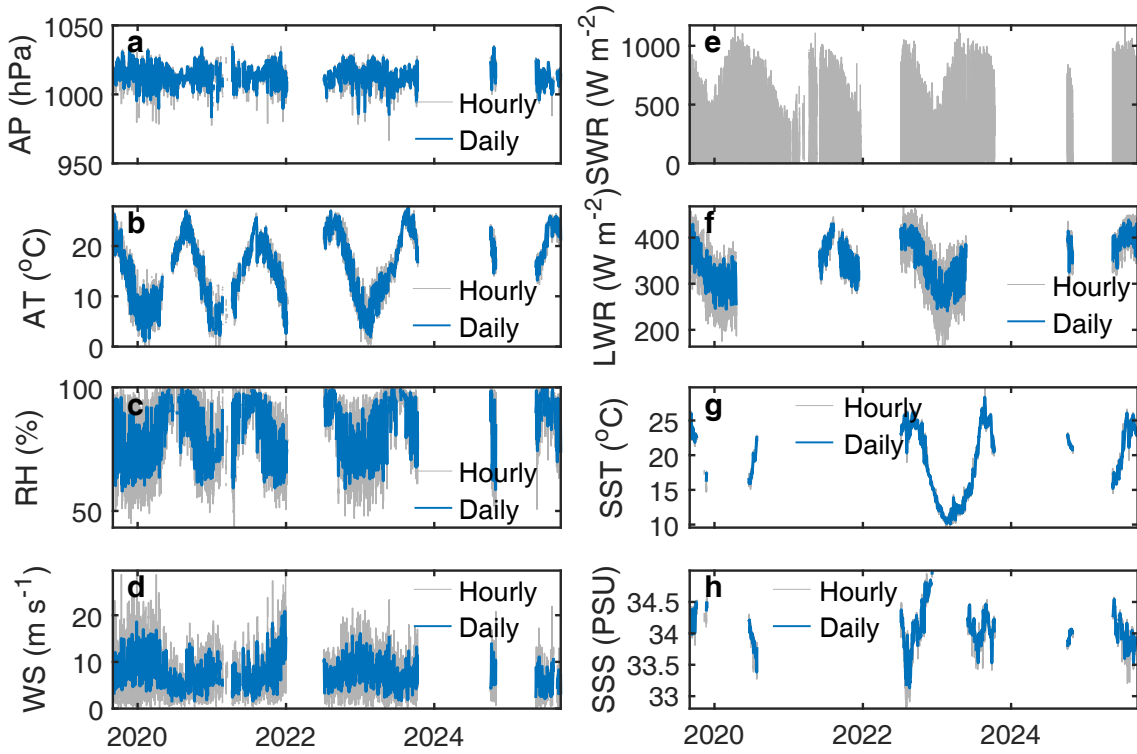 a
AP (hPa)
1050
1000
950
Hourly
Daily
b
AT (°C)
20
10
0
Hourly
Daily
c
RH (%)
100
50
Hourly
Daily
d
WS (m s⁻¹)
20
10
0
Hourly
Daily
2020 2022 2024
e
SWR (W m⁻²)
1000
500
0
f
LWR (W m⁻²)
400
300
200
Hourly
Daily
g
SST (°C)
25
20
15
10
Hourly
Daily
h
SSS (PSU)
34.5
34
33.5
33
Hourly
Daily
2020 2022 2024